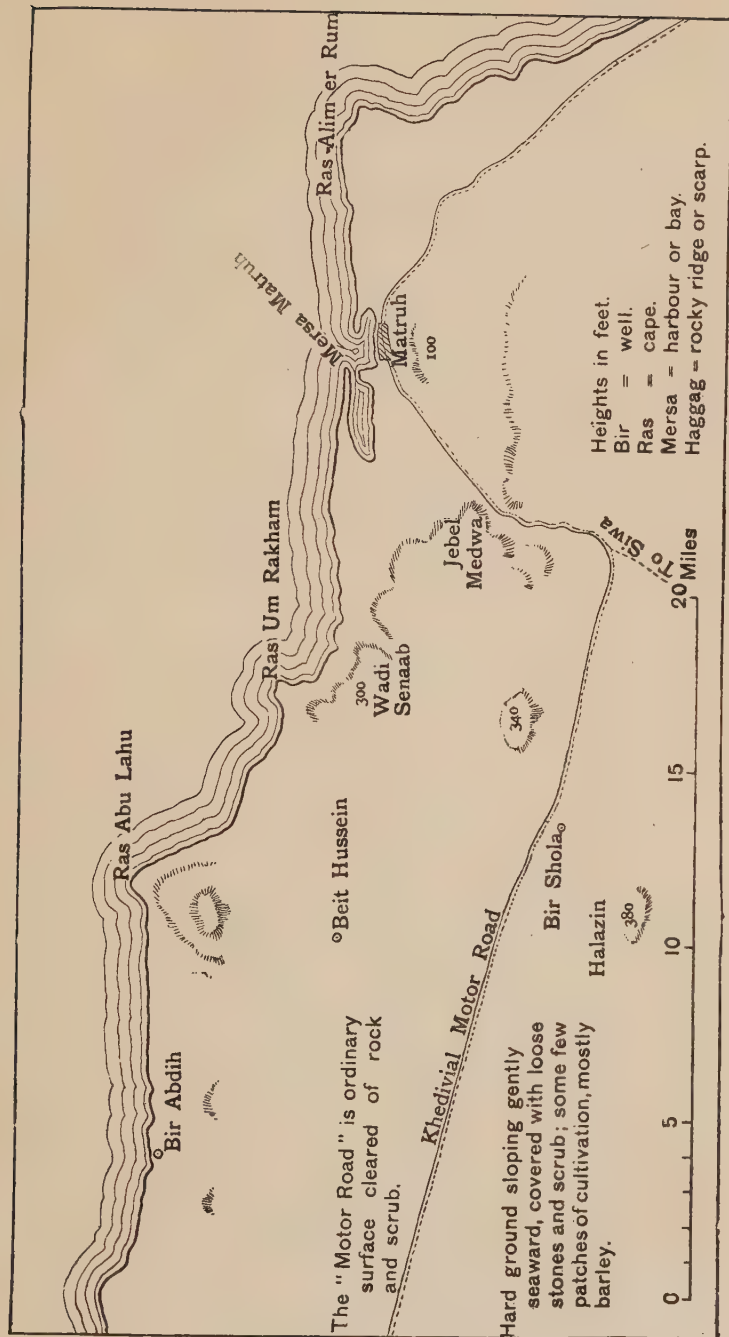 Ras Alim er Rum
Mersa Matruh
Matruh
100
Ras Um Rakham
Jebel
Medwa
300
Wadi
Senaab
To Siwa
Ras Abu Lahu
340
Beit Hussein
Bir Shola
Khedivial Motor Road
Halazin
380
Bir Abdih
The "Motor Road" is ordinary
surface cleared of rock
and scrub.
Hard ground sloping gently
seaward, covered with loose
stones and scrub; some few
patches of cultivation, mostly
barley.
Heights in feet.
Bir = well.
Ras = cape.
Mersa = harbour or bay.
Haggag = rocky ridge or scarp.
0 5 10 15 20 Miles